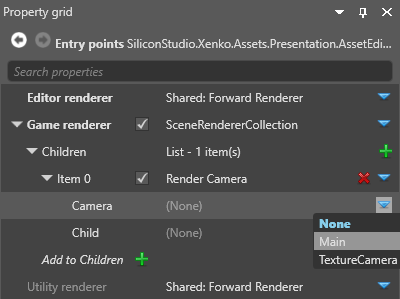 Property grid
Entry points SiliconStudio.Xenko.Assets.Presentation.AssetEdi...
Search properties
Editor renderer Shared: Forward Renderer
Game renderer SceneRendererCollection
Children List - 1 item(s)
Item 0 Render Camera
Camera (None)
None
Main
TextureCamera
Child (None)
Add to Children
Utility renderer Shared: Forward Renderer